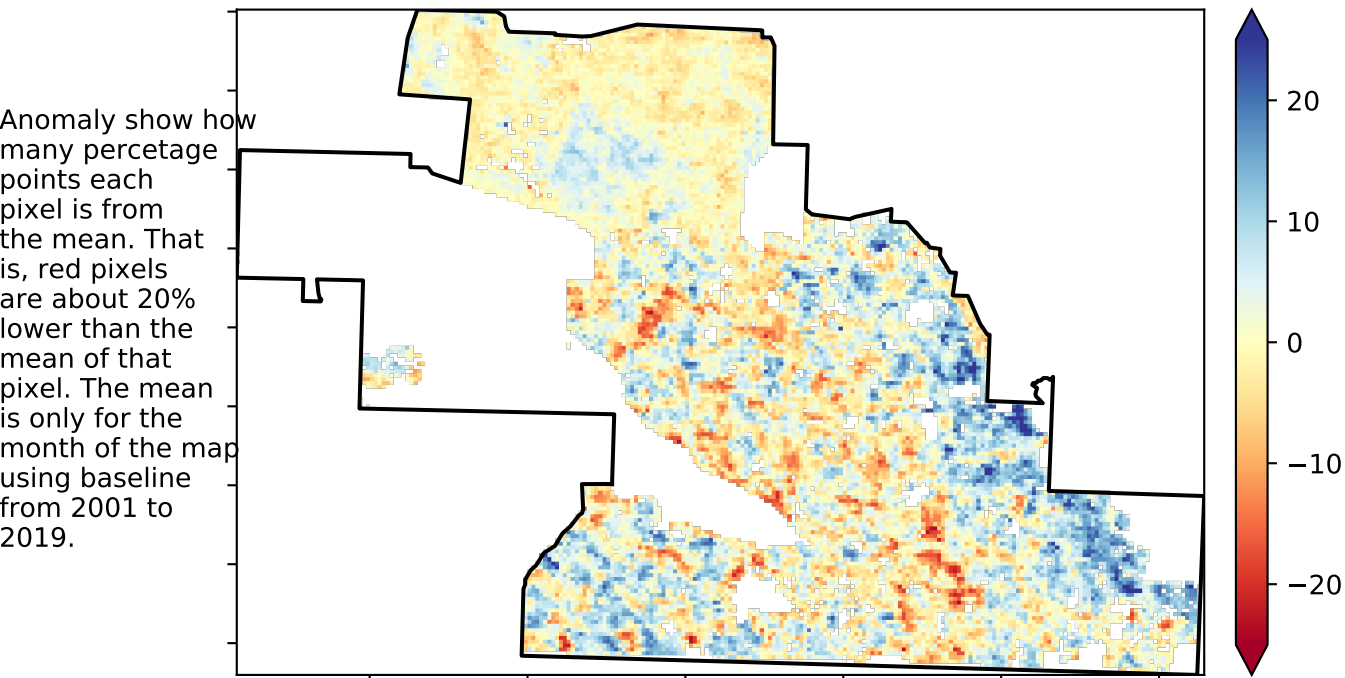 Anomaly show how
many percetage
points each
pixel is from
the mean. That
is, red pixels
are about 20%
lower than the
mean of that
pixel. The mean
is only for the
month of the map
using baseline
from 2001 to
2019.
20
10
0
−10
−20